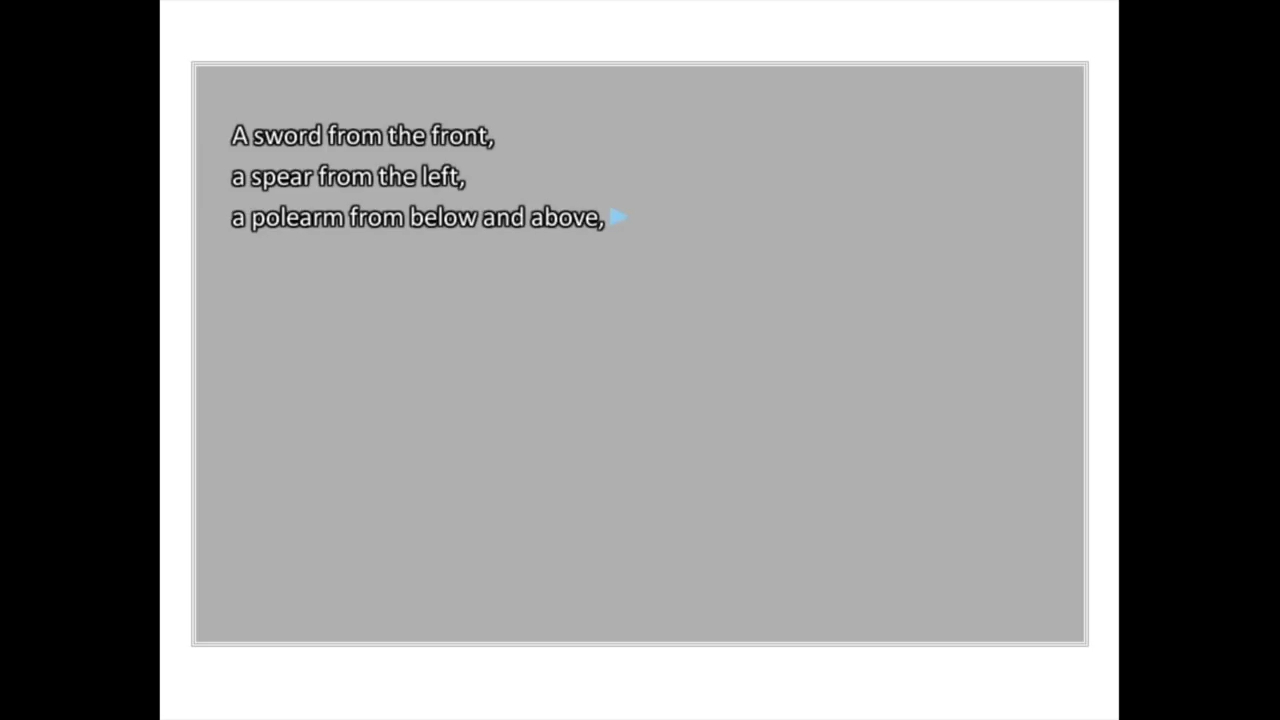 A sword from the front,
a spear from the left,
a polearm from below and above,